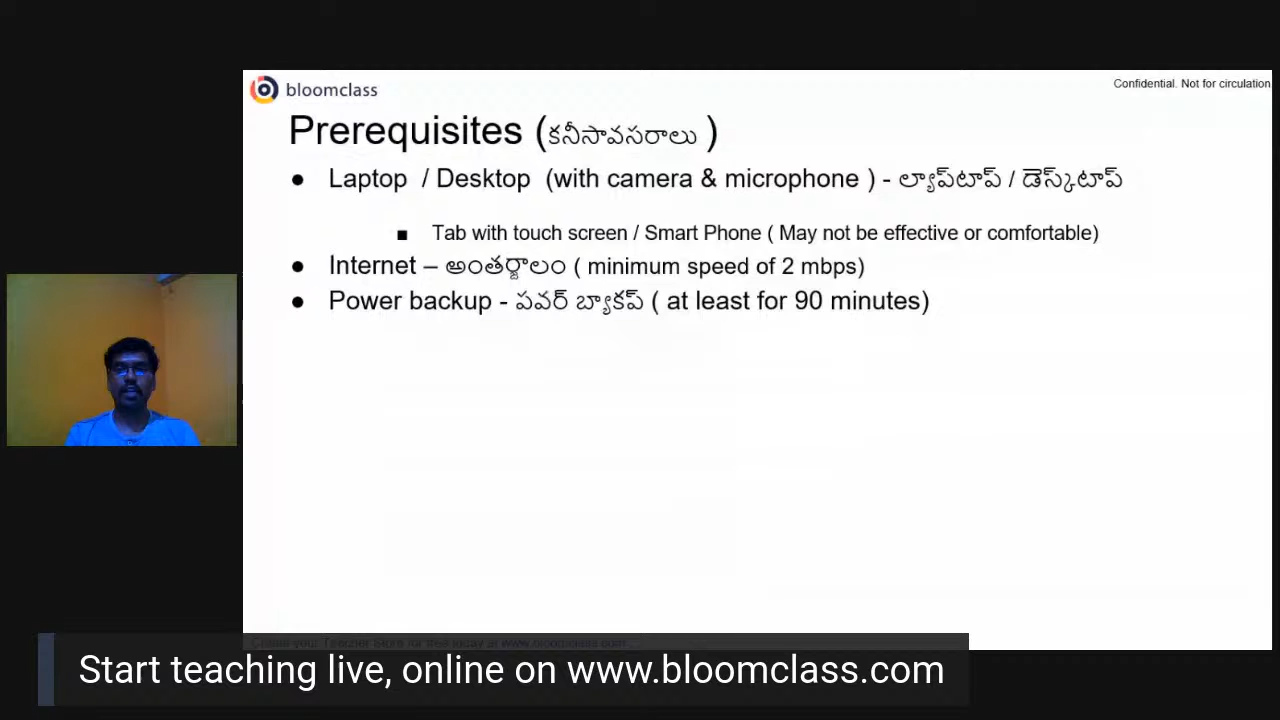 bloomclass
Confidential. Not for circulation
Prerequisites (కనీసావసరాలు )
● Laptop / Desktop (with camera & microphone ) - ల్యాప్‌టాప్ / డెస్క్‌టాప్
■ Tab with touch screen / Smart Phone ( May not be effective or comfortable)
● Internet – అంతర్జాలం ( minimum speed of 2 mbps)
● Power backup - పవర్ బ్యాకప్ ( at least for 90 minutes)
Start teaching live, online on www.bloomclass.com